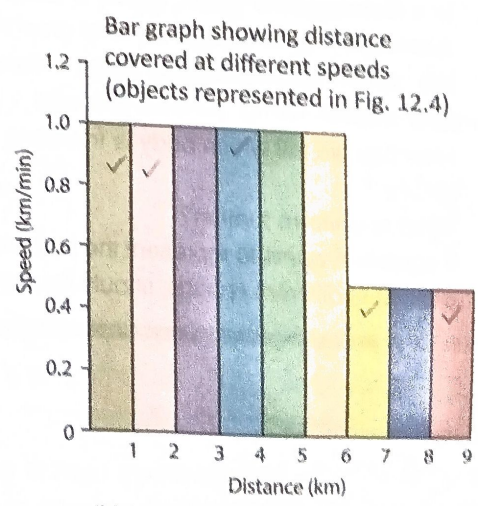 Bar graph showing distance
covered at different speeds
(objects represented in Fig. 12.4)
1.2
1.0
0.8
0.6
0.4
0.2
0
Speed (km/min)
1 2 3 4 5 6 7 8 9
Distance (km)